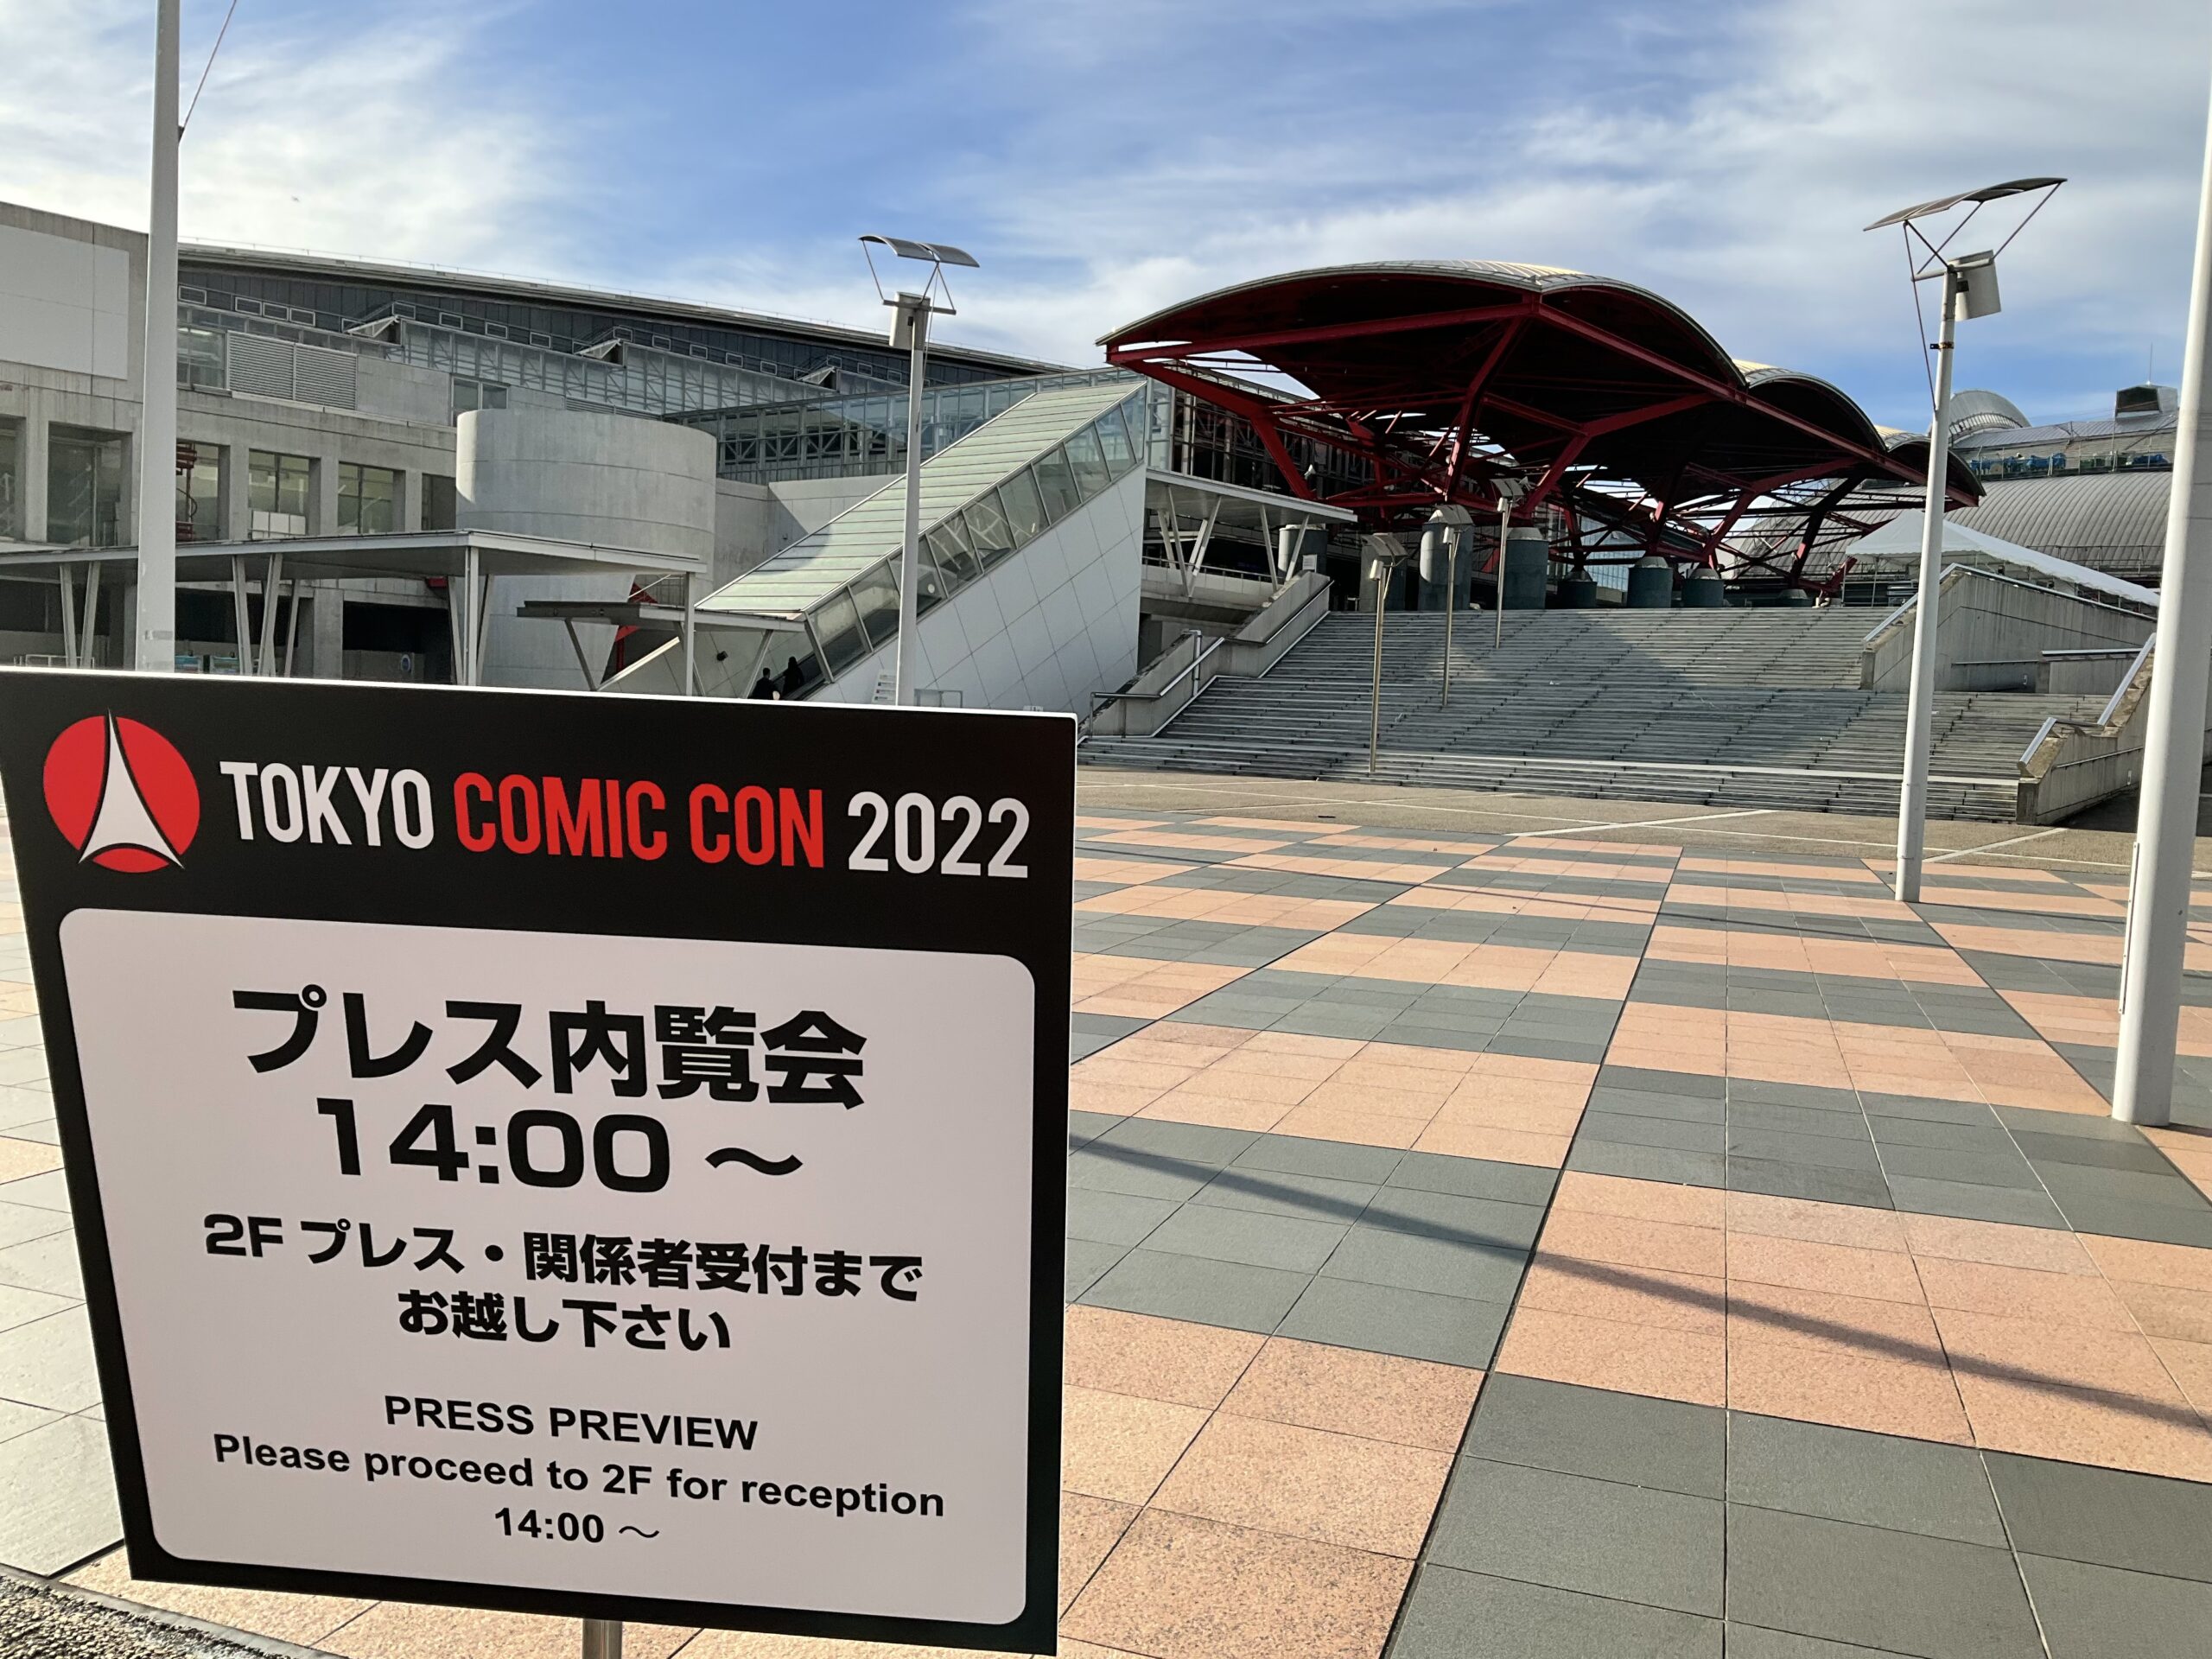 TOKYO COMIC CON 2022
プレス内覧会
14:00 ～
2F プレス・関係者受付まで
お越し下さい
PRESS PREVIEW
Please proceed to 2F for reception
14:00 ～